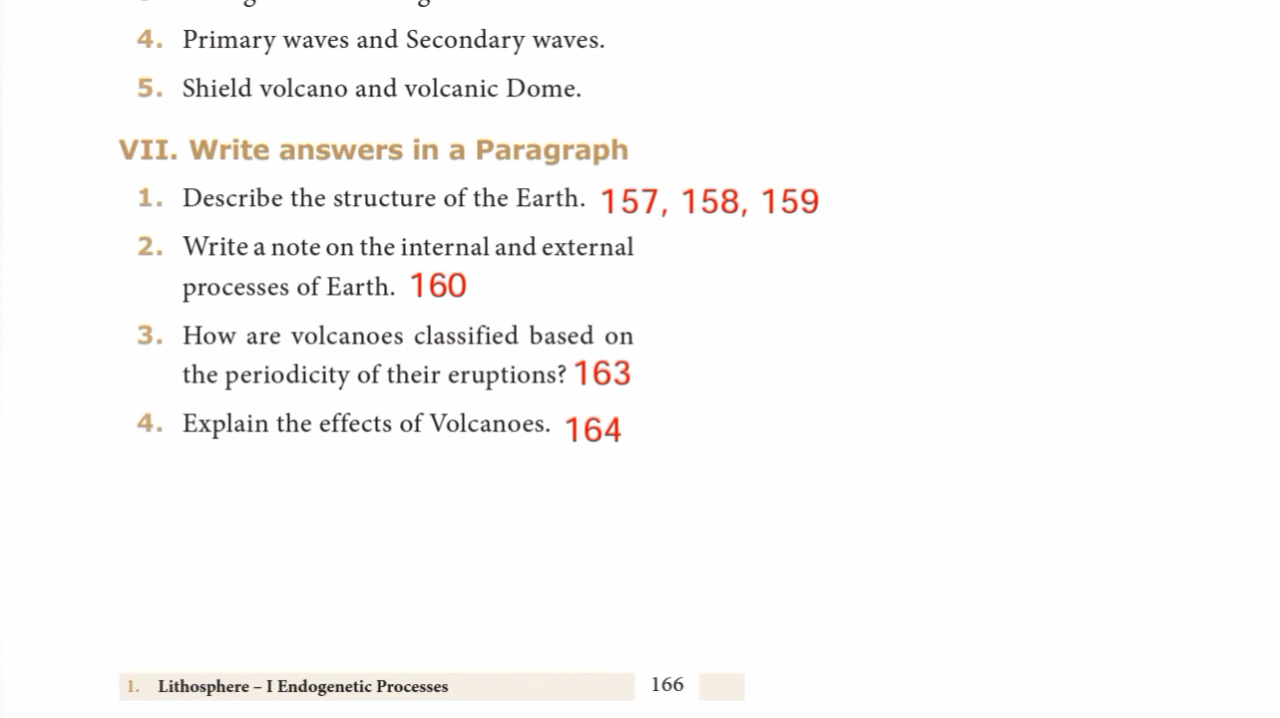 4. Primary waves and Secondary waves.
5. Shield volcano and volcanic Dome.
VII. Write answers in a Paragraph
1. Describe the structure of the Earth. 157, 158, 159
2. Write a note on the internal and external
processes of Earth. 160
3. How are volcanoes classified based on
the periodicity of their eruptions? 163
4. Explain the effects of Volcanoes. 164
1. Lithosphere – I Endogenetic Processes 166